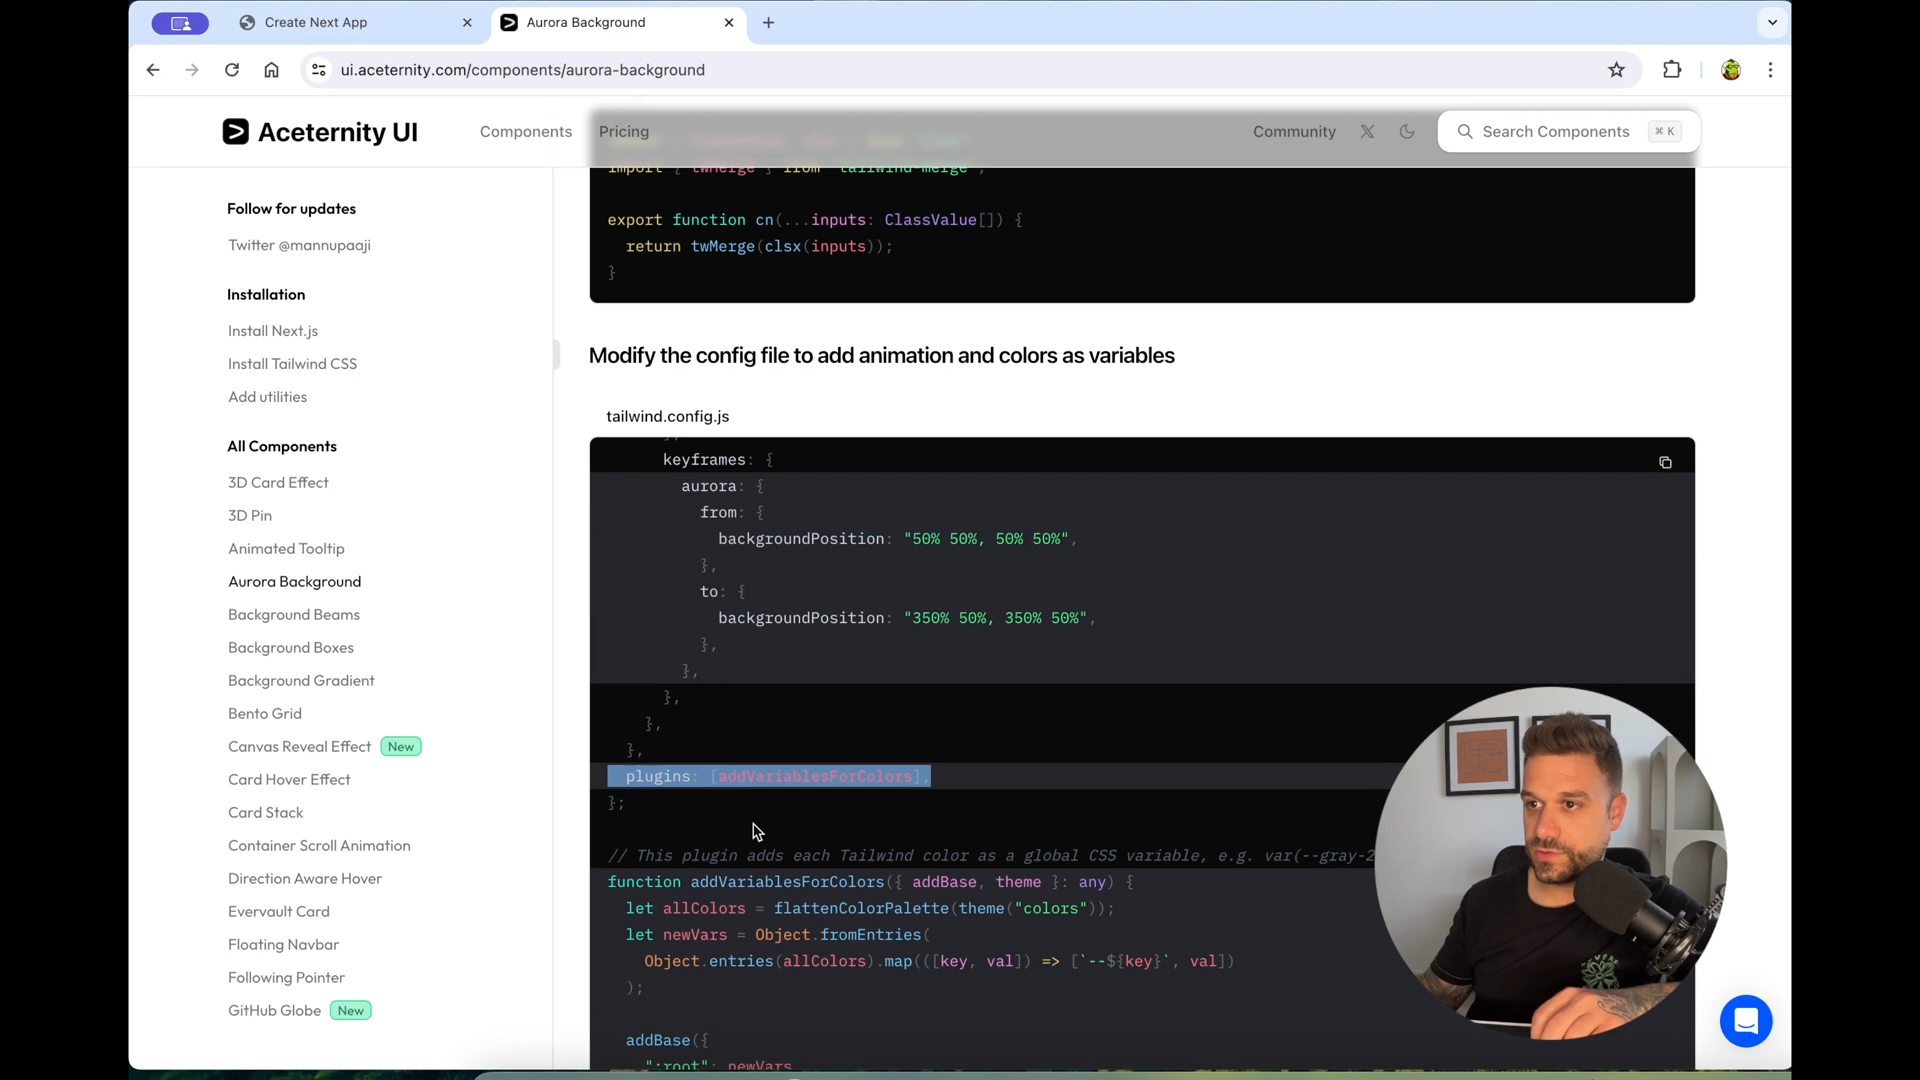 Create Next App
Aurora Background
ui.aceternity.com/components/aurora-background
Aceternity UI
Components
Pricing
Community
Search Components
⌘ K
Follow for updates
Twitter @mannupaaji
Installation
Install Next.js
Install Tailwind CSS
Add utilities
All Components
3D Card Effect
3D Pin
Animated Tooltip
Aurora Background
Background Beams
Background Boxes
Background Gradient
Bento Grid
Canvas Reveal Effect New
Card Hover Effect
Card Stack
Container Scroll Animation
Direction Aware Hover
Evervault Card
Floating Navbar
Following Pointer
GitHub Globe New
import { twMerge } from "tailwind-merge";
export function cn(...inputs: ClassValue[]) {
return twMerge(clsx(inputs));
}
Modify the config file to add animation and colors as variables
tailwind.config.js
keyframes: {
aurora: {
from: {
backgroundPosition: "50% 50%, 50% 50%",
},
to: {
backgroundPosition: "350% 50%, 350% 50%",
},
},
},
},
},
plugins: [addVariablesForColors],
};
// This plugin adds each Tailwind color as a global CSS variable, e.g. var(--gray-2
function addVariablesForColors({ addBase, theme }: any) {
let allColors = flattenColorPalette(theme("colors"));
let newVars = Object.fromEntries(
Object.entries(allColors).map(([key, val]) => [`--${key}`, val])
);
addBase({
":root": newVars